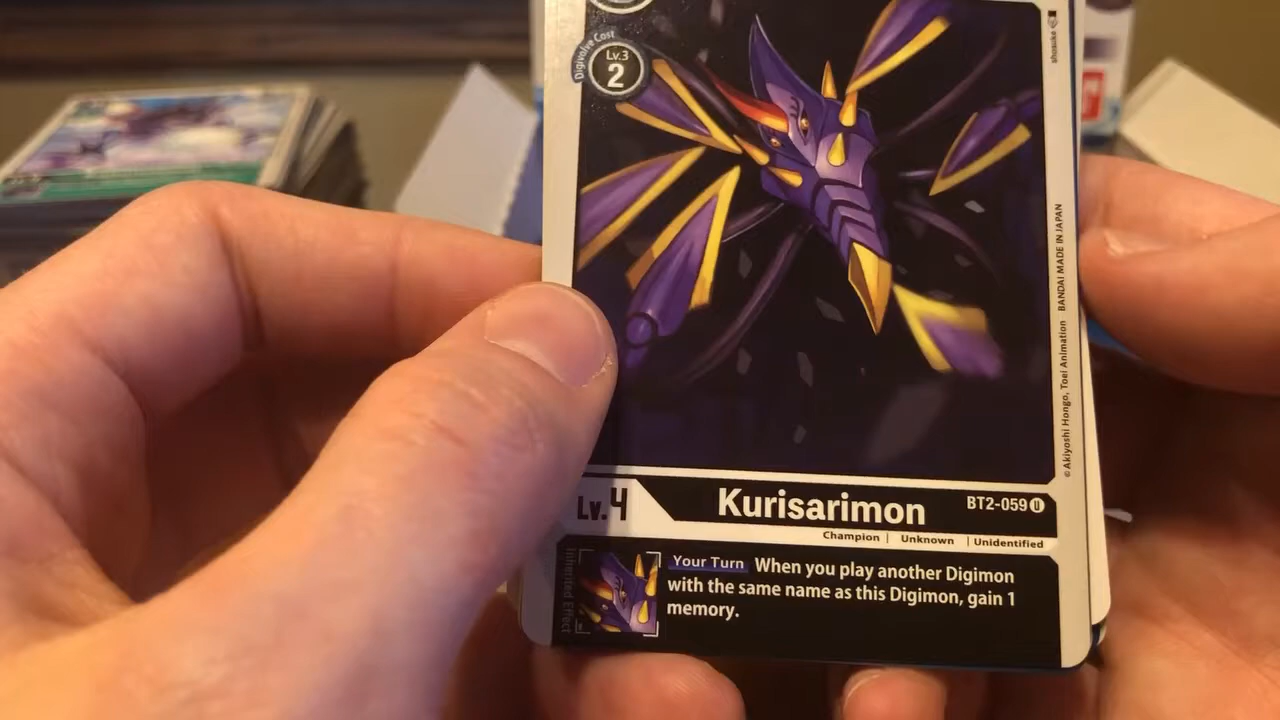 Digivolve Cost
Lv.3
2
shosuke
©Akiyoshi Hongo, Toei Animation BANDAI MADE IN JAPAN
Lv.4
Kurisarimon
BT2-059 U
Champion | Unknown | Unidentified
Inherited Effect
Your Turn When you play another Digimon
with the same name as this Digimon, gain 1
memory.